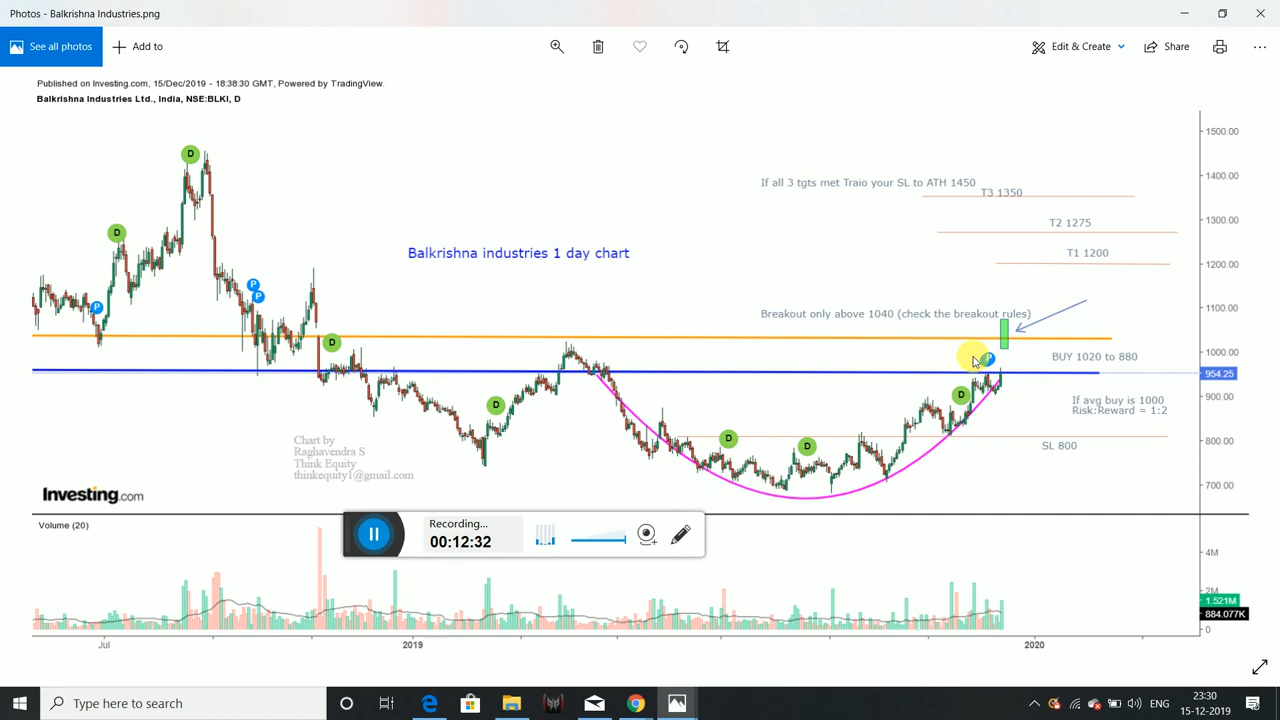 Photos - Balkrishna Industries.png
See all photos
Add to
Edit & Create
Share
Published on Investing.com, 15/Dec/2019 - 18:38:30 GMT, Powered by TradingView.
Balkrishna Industries Ltd., India, NSE:BLKI, D
1500.00
D
If all 3 tgts met Traio your SL to ATH 1450
1400.00
T3 1350
1300.00
D
T2 1275
Balkrishna industries 1 day chart
T1 1200
1200.00
P
P
P
Breakout only above 1040 (check the breakout rules)
1100.00
D
1000.00
P
BUY 1020 to 880
954.25
D
D
If avg buy is 1000
Risk:Reward = 1:2
900.00
D
D
SL 800
800.00
Chart by
Raghavendra S
Think Equity
thinkequity1@gmail.com
700.00
Investing.com
Volume (20)
Recording...
00:12:32
4M
2M
1.521M
884.077K
0
Jul
2019
2020
Type here to search
ENG
23:30
15-12-2019